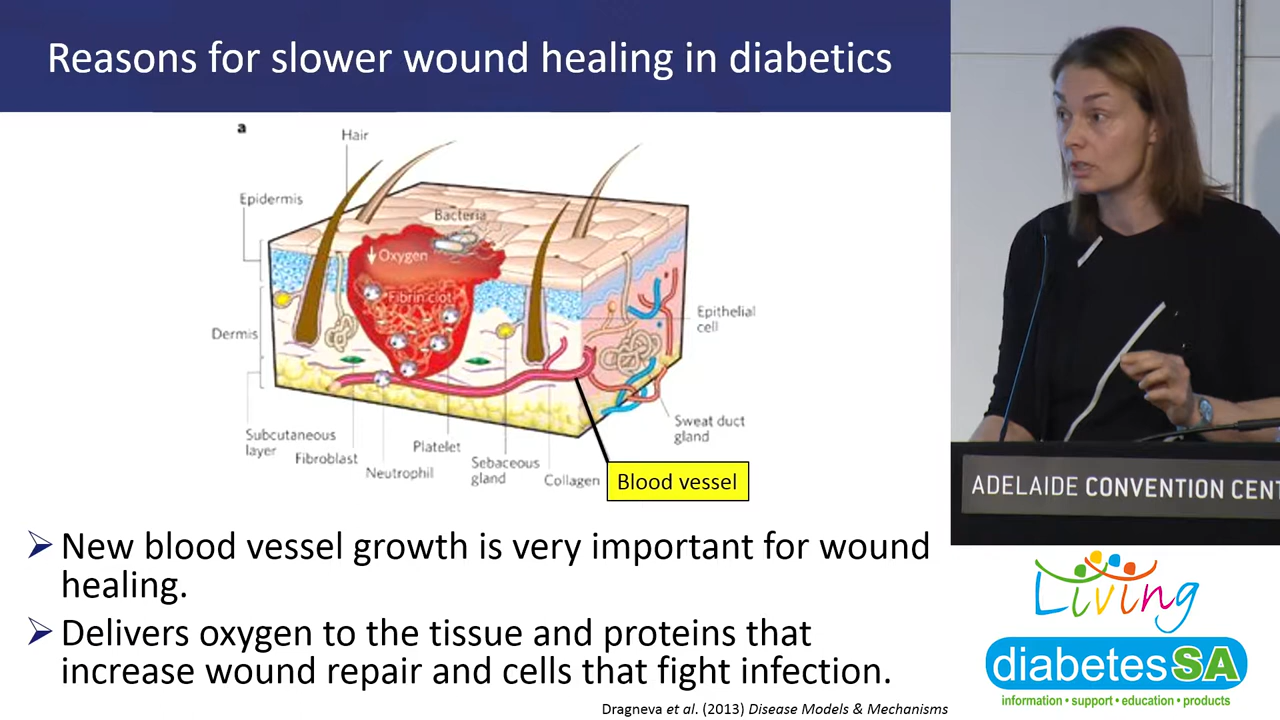 Reasons for slower wound healing in diabetics
a
Hair
Epidermis
Bacteria
Oxygen
Fibrin clot
Dermis
Epithelial
cell
Sweat duct
gland
Subcutaneous
layer
Fibroblast
Neutrophil
Platelet
Sebaceous
gland
Collagen
Blood vessel
➢ New blood vessel growth is very important for wound
healing.
➢ Delivers oxygen to the tissue and proteins that
increase wound repair and cells that fight infection.
Dragneva et al. (2013) Disease Models & Mechanisms
ADELAIDE CONVENTION CENT
Living
diabetesSA
information • support • education • products